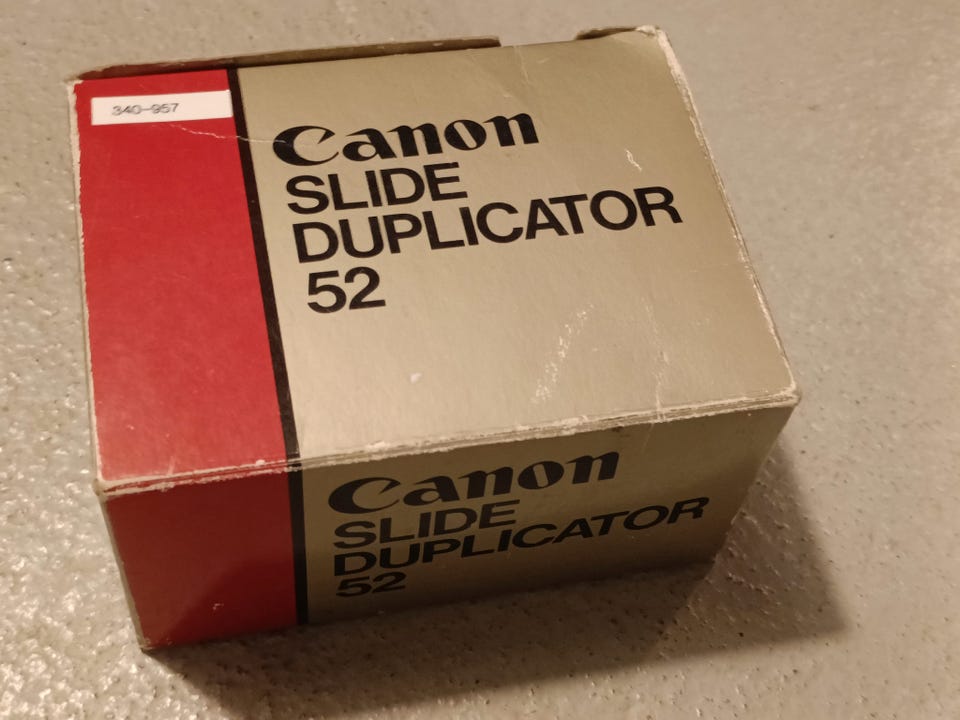 340-957
Canon
SLIDE
DUPLICATOR
52
Canon
SLIDE
DUPLICATOR
52